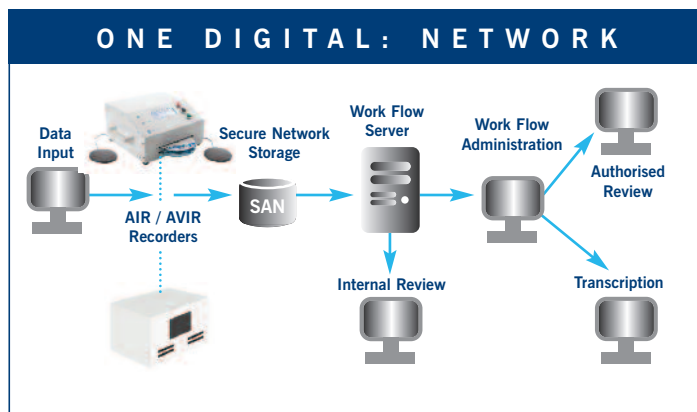 ONE DIGITAL: NETWORK
Data
Input
AIR / AVIR
Recorders
Secure Network
Storage
SAN
Work Flow
Server
Internal Review
Work Flow
Administration
Authorised
Review
Transcription